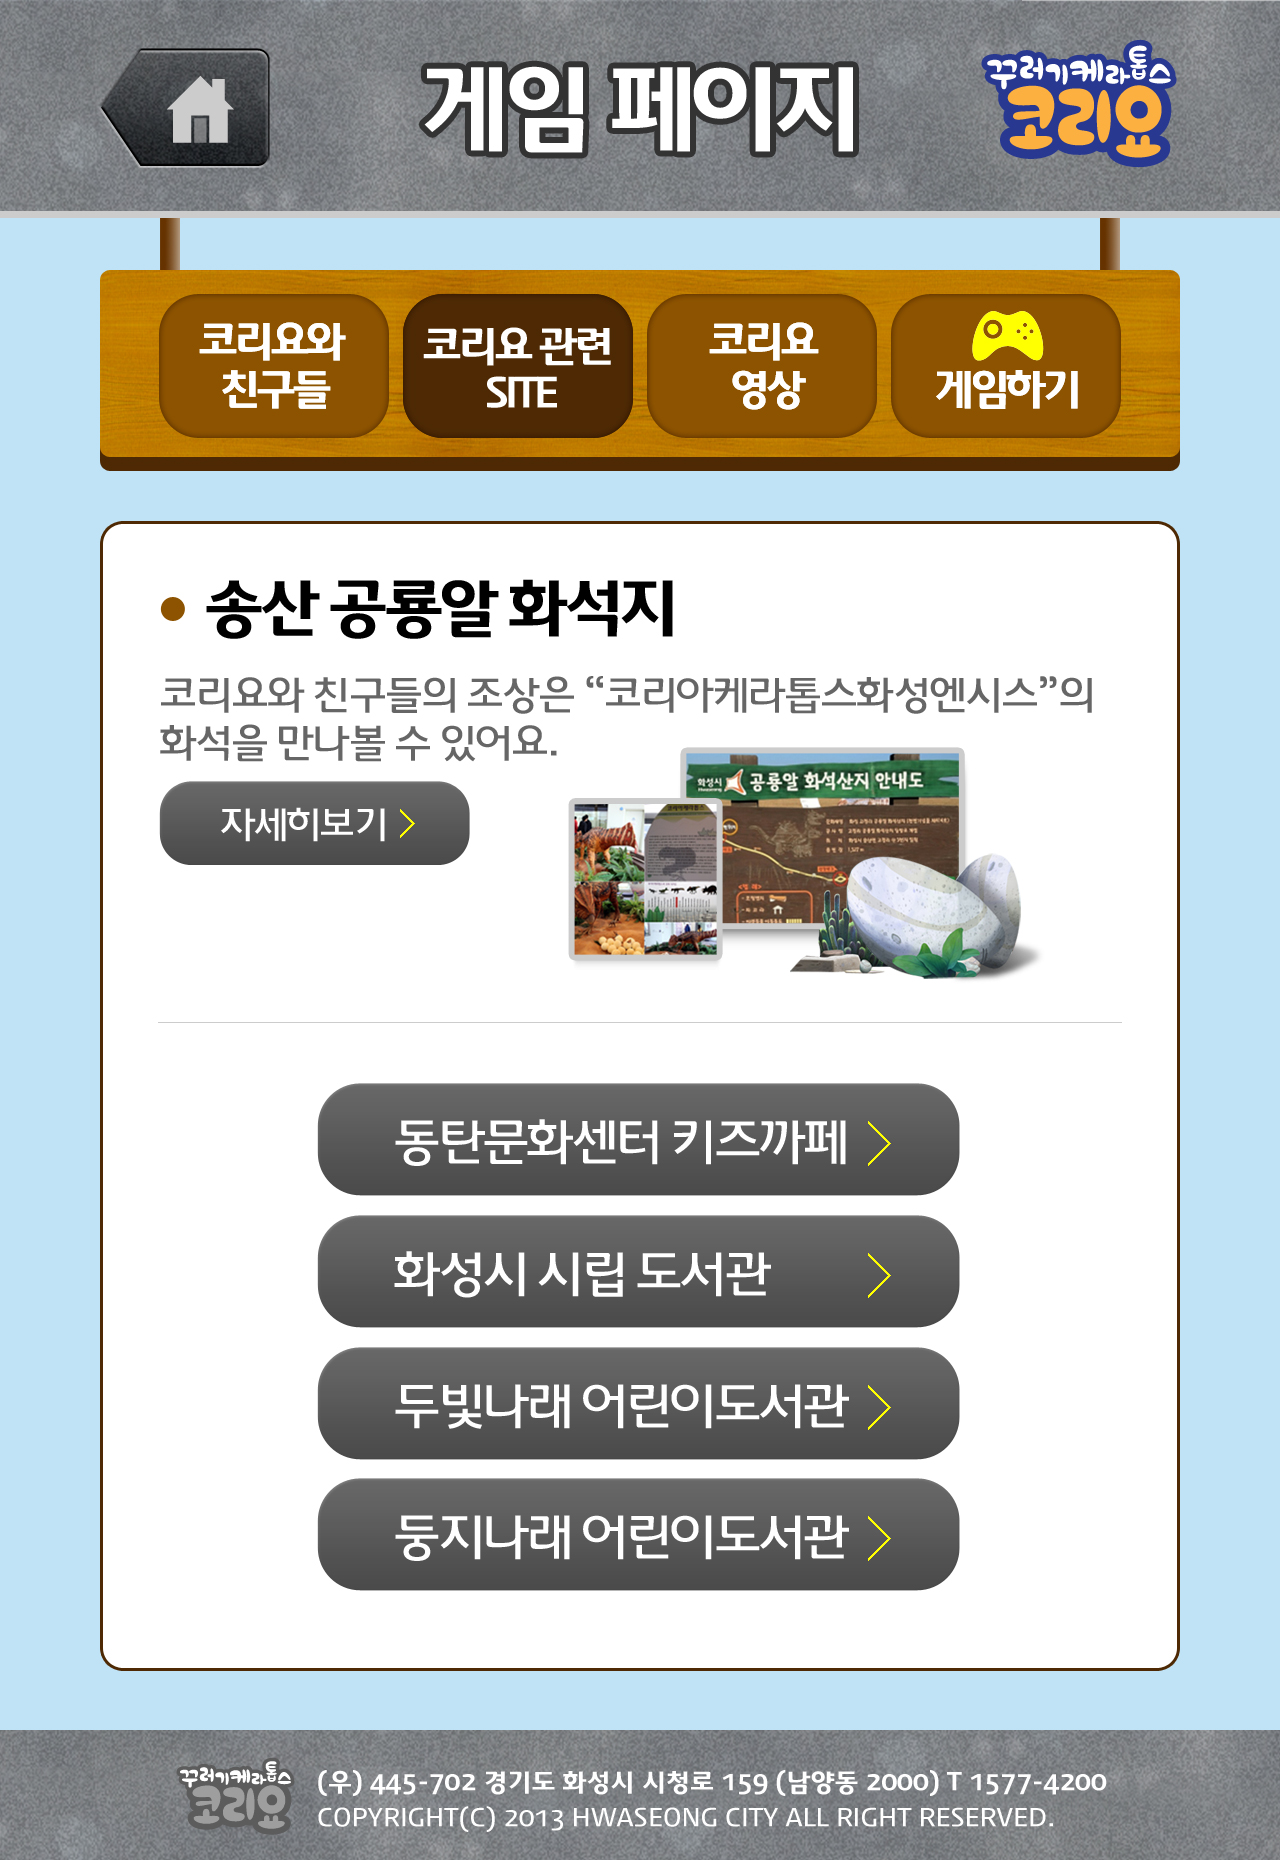 게임 페이지
꾸러기케라톱스
코리요
코리요와
친구들
코리요 관련
SITE
코리요
영상
게임하기
송산 공룡알 화석지
코리요와 친구들의 조상은 “코리아케라톱스화성엔시스”의
화석을 만나볼 수 있어요.
자세히보기
화성시
공룡알 화석산지 안내도
동탄문화센터 키즈까페
화성시 시립 도서관
두빛나래 어린이도서관
둥지나래 어린이도서관
꾸러기케라톱스
코리요
(우) 445-702 경기도 화성시 시청로 159 (남양동 2000) T 1577-4200
COPYRIGHT(C) 2013 HWASEONG CITY ALL RIGHT RESERVED.